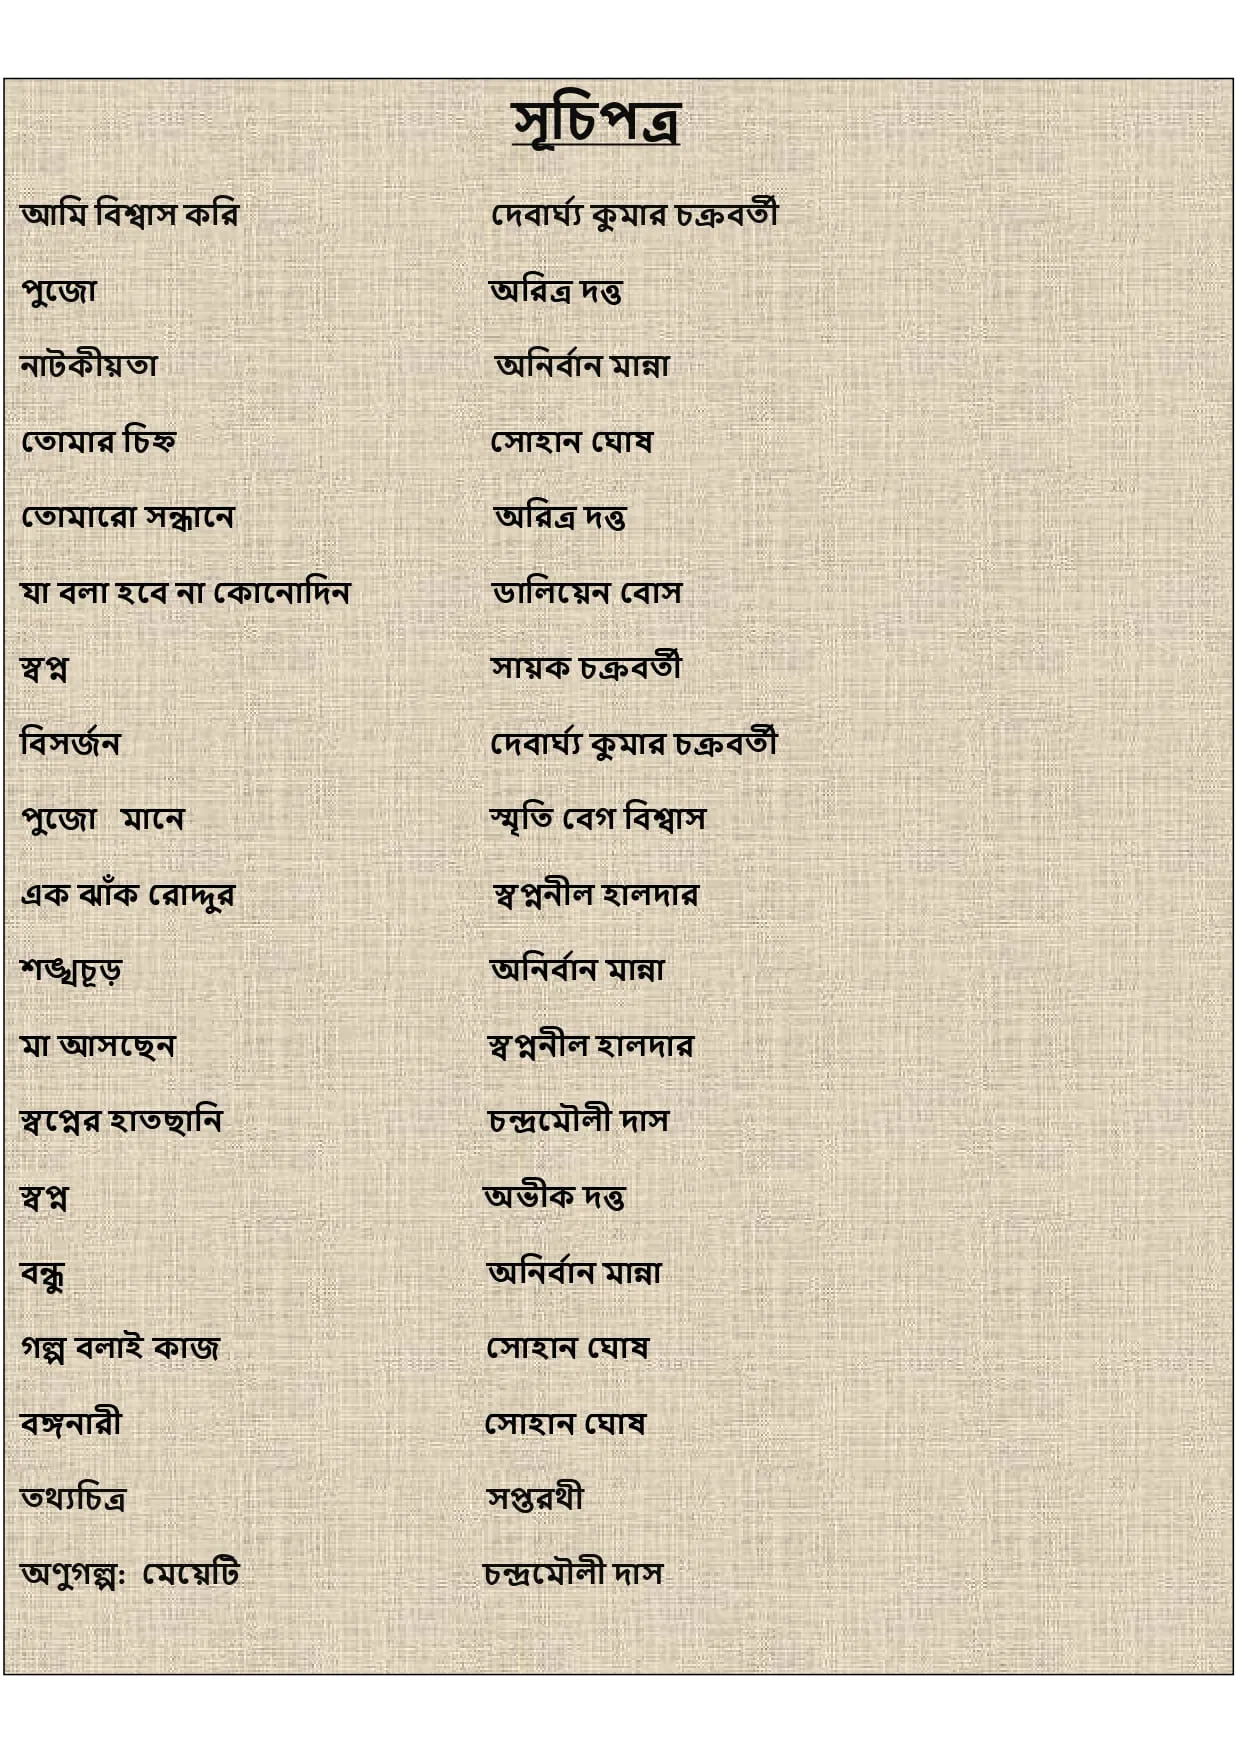 সূচিপত্র
আমি বিশ্বাস করি দেবার্ঘ্য কুমার চক্রবর্তী
পুজো অরিত্র দত্ত
নাটকীয়তা অনির্বান মান্না
তোমার চিহ্ন সোহান ঘোষ
তোমারো সন্ধানে অরিত্র দত্ত
যা বলা হবে না কোনোদিন ডালিয়েন বোস
স্বপ্ন সায়ক চক্রবর্তী
বিসর্জন দেবার্ঘ্য কুমার চক্রবর্তী
পুজো মানে স্মৃতি বেগ বিশ্বাস
এক ঝাঁক রোদ্দুর স্বপ্ননীল হালদার
শঙ্খচূড় অনির্বান মান্না
মা আসছেন স্বপ্ননীল হালদার
স্বপ্নের হাতছানি চন্দ্রমৌলী দাস
স্বপ্ন অভীক দত্ত
বন্ধু অনির্বান মান্না
গল্প বলাই কাজ সোহান ঘোষ
বঙ্গনারী সোহান ঘোষ
তথ্যচিত্র সপ্তরথী
অণুগল্প: মেয়েটি চন্দ্রমৌলী দাস